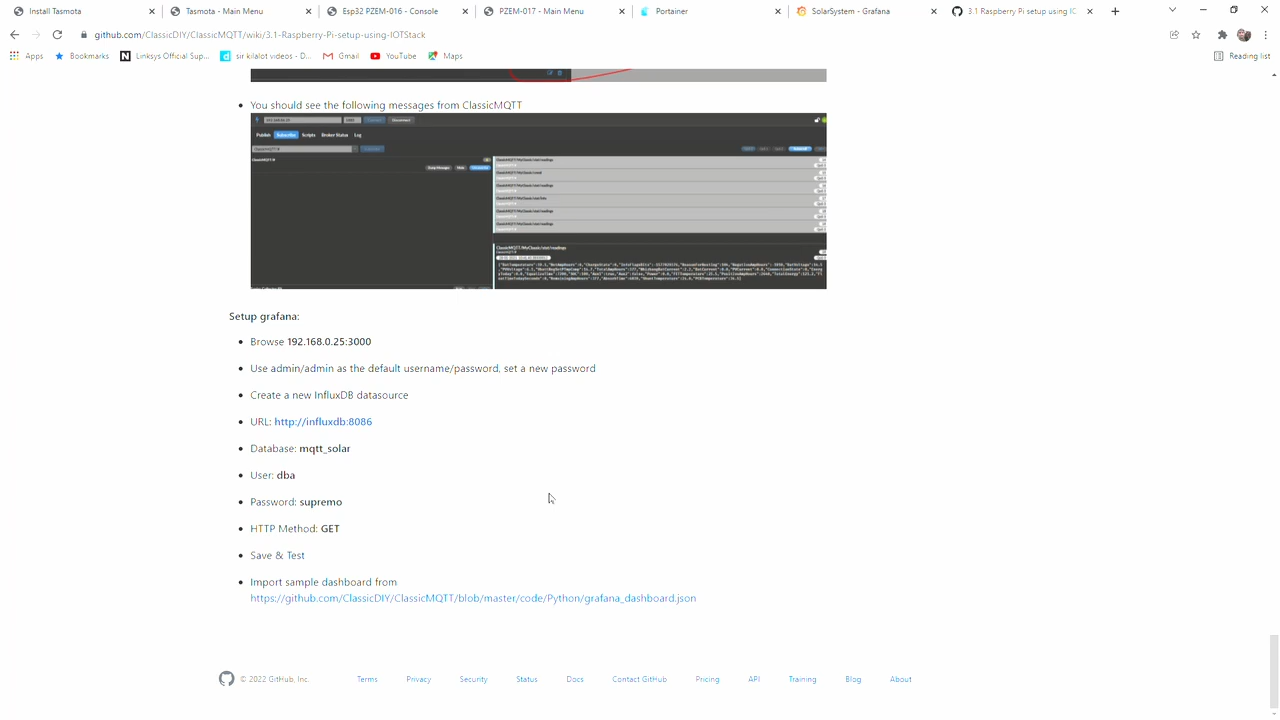 Install Tasmota
Tasmota - Main Menu
Esp32 PZEM-016 - Console
PZEM-017 - Main Menu
Portainer
SolarSystem - Grafana
3.1 Raspberry Pi setup using IC
github.com/ClassicDIY/ClassicMQTT/wiki/3.1-Raspberry-Pi-setup-using-IOTStack
Apps
Bookmarks
Linksys Official Sup...
sir kilalot videos - D...
Gmail
YouTube
Maps
Reading list
• You should see the following messages from ClassicMQTT
Publish Subscribe Scripts Broker Status Log
Setup grafana:
• Browse 192.168.0.25:3000
• Use admin/admin as the default username/password, set a new password
• Create a new InfluxDB datasource
• URL: http://influxdb:8086
• Database: mqtt_solar
• User: dba
• Password: supremo
• HTTP Method: GET
• Save & Test
• Import sample dashboard from
https://github.com/ClassicDIY/ClassicMQTT/blob/master/code/Python/grafana_dashboard.json
© 2022 GitHub, Inc.
Terms
Privacy
Security
Status
Docs
Contact GitHub
Pricing
API
Training
Blog
About